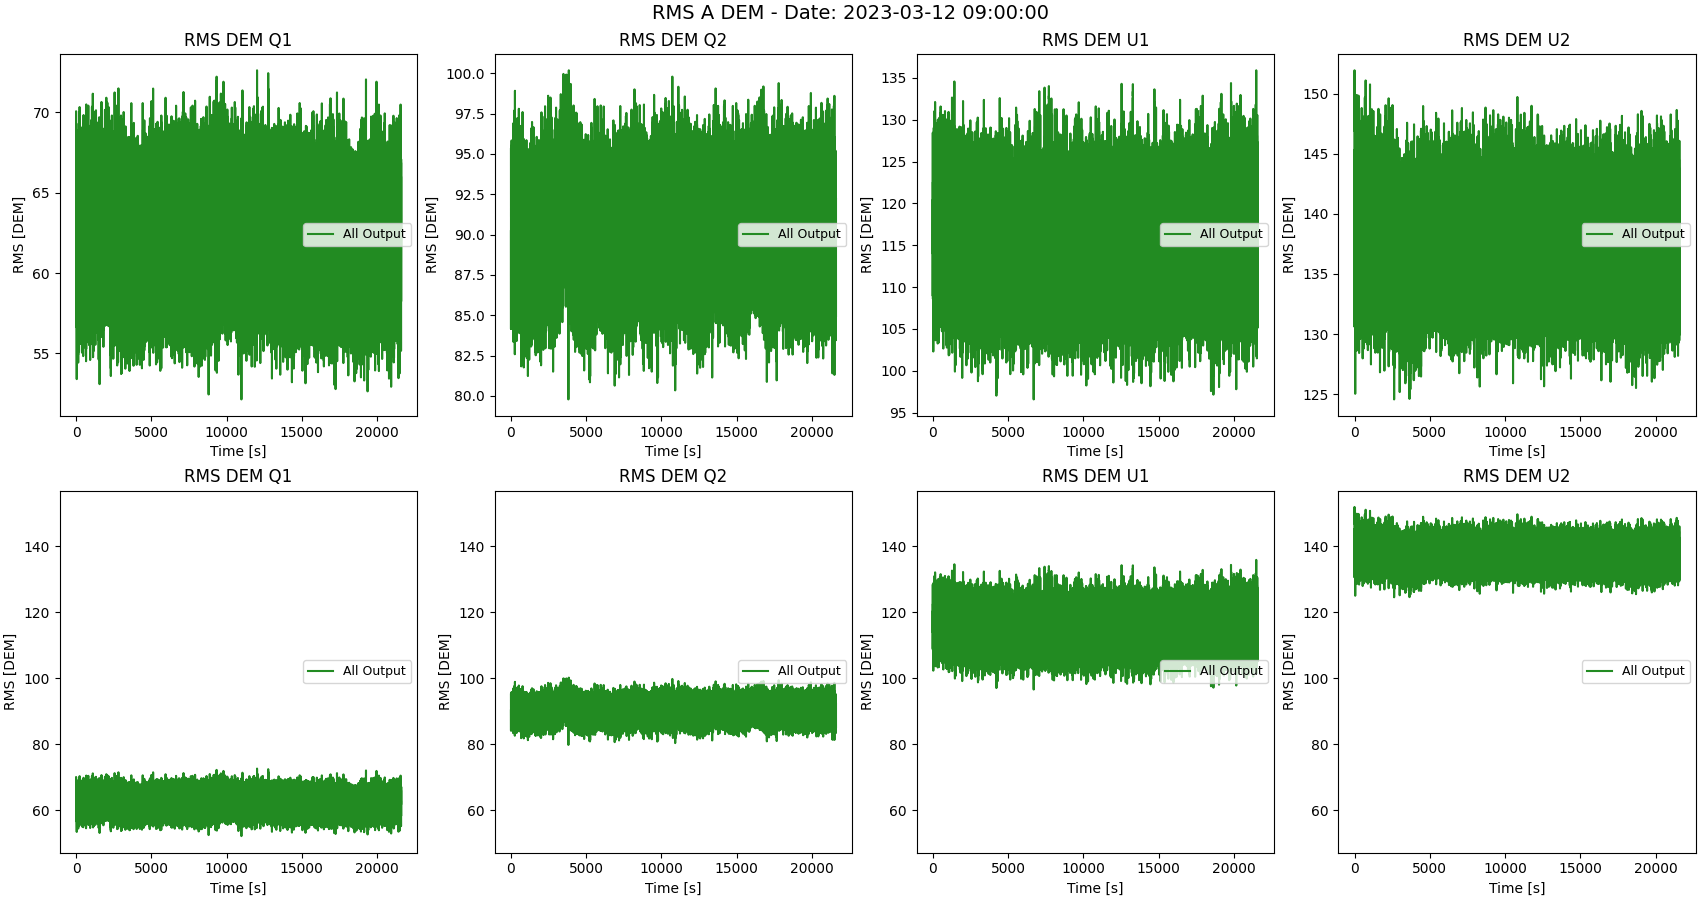 RMS A DEM - Date: 2023-03-12 09:00:00
RMS DEM Q1
RMS [DEM]
70
65
60
55
0 5000 10000 15000 20000
Time [s]
All Output
RMS DEM Q2
RMS [DEM]
100.0
97.5
95.0
92.5
90.0
87.5
85.0
82.5
80.0
0 5000 10000 15000 20000
Time [s]
All Output
RMS DEM U1
RMS [DEM]
135
130
125
120
115
110
105
100
95
0 5000 10000 15000 20000
Time [s]
All Output
RMS DEM U2
RMS [DEM]
150
145
140
135
130
125
0 5000 10000 15000 20000
Time [s]
All Output
RMS DEM Q1
RMS [DEM]
140
120
100
80
60
0 5000 10000 15000 20000
Time [s]
All Output
RMS DEM Q2
RMS [DEM]
140
120
100
80
60
0 5000 10000 15000 20000
Time [s]
All Output
RMS DEM U1
RMS [DEM]
140
120
100
80
60
0 5000 10000 15000 20000
Time [s]
All Output
RMS DEM U2
RMS [DEM]
140
120
100
80
60
0 5000 10000 15000 20000
Time [s]
All Output